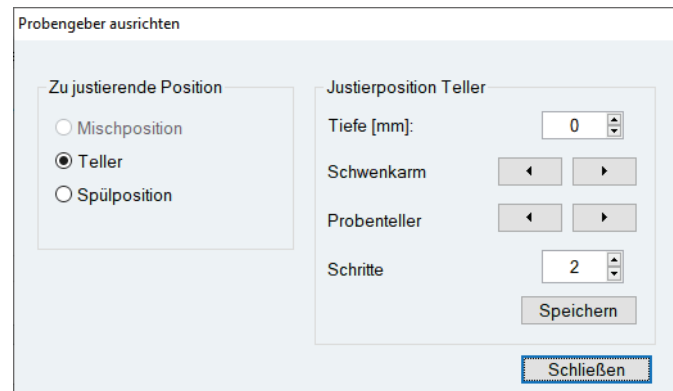 Probengeber ausrichten
Zu justierende Position
Mischposition
Teller
Spülposition
Justierposition Teller
Tiefe [mm]: 0
Schwenkarm
Probenteller
Schritte 2
Speichern
Schließen